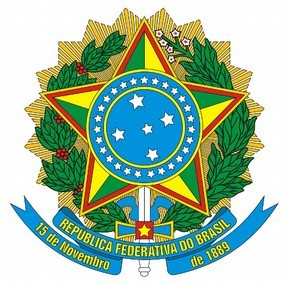 REPÚBLICA FEDERATIVA DO BRASIL
15 de Novembro de 1889